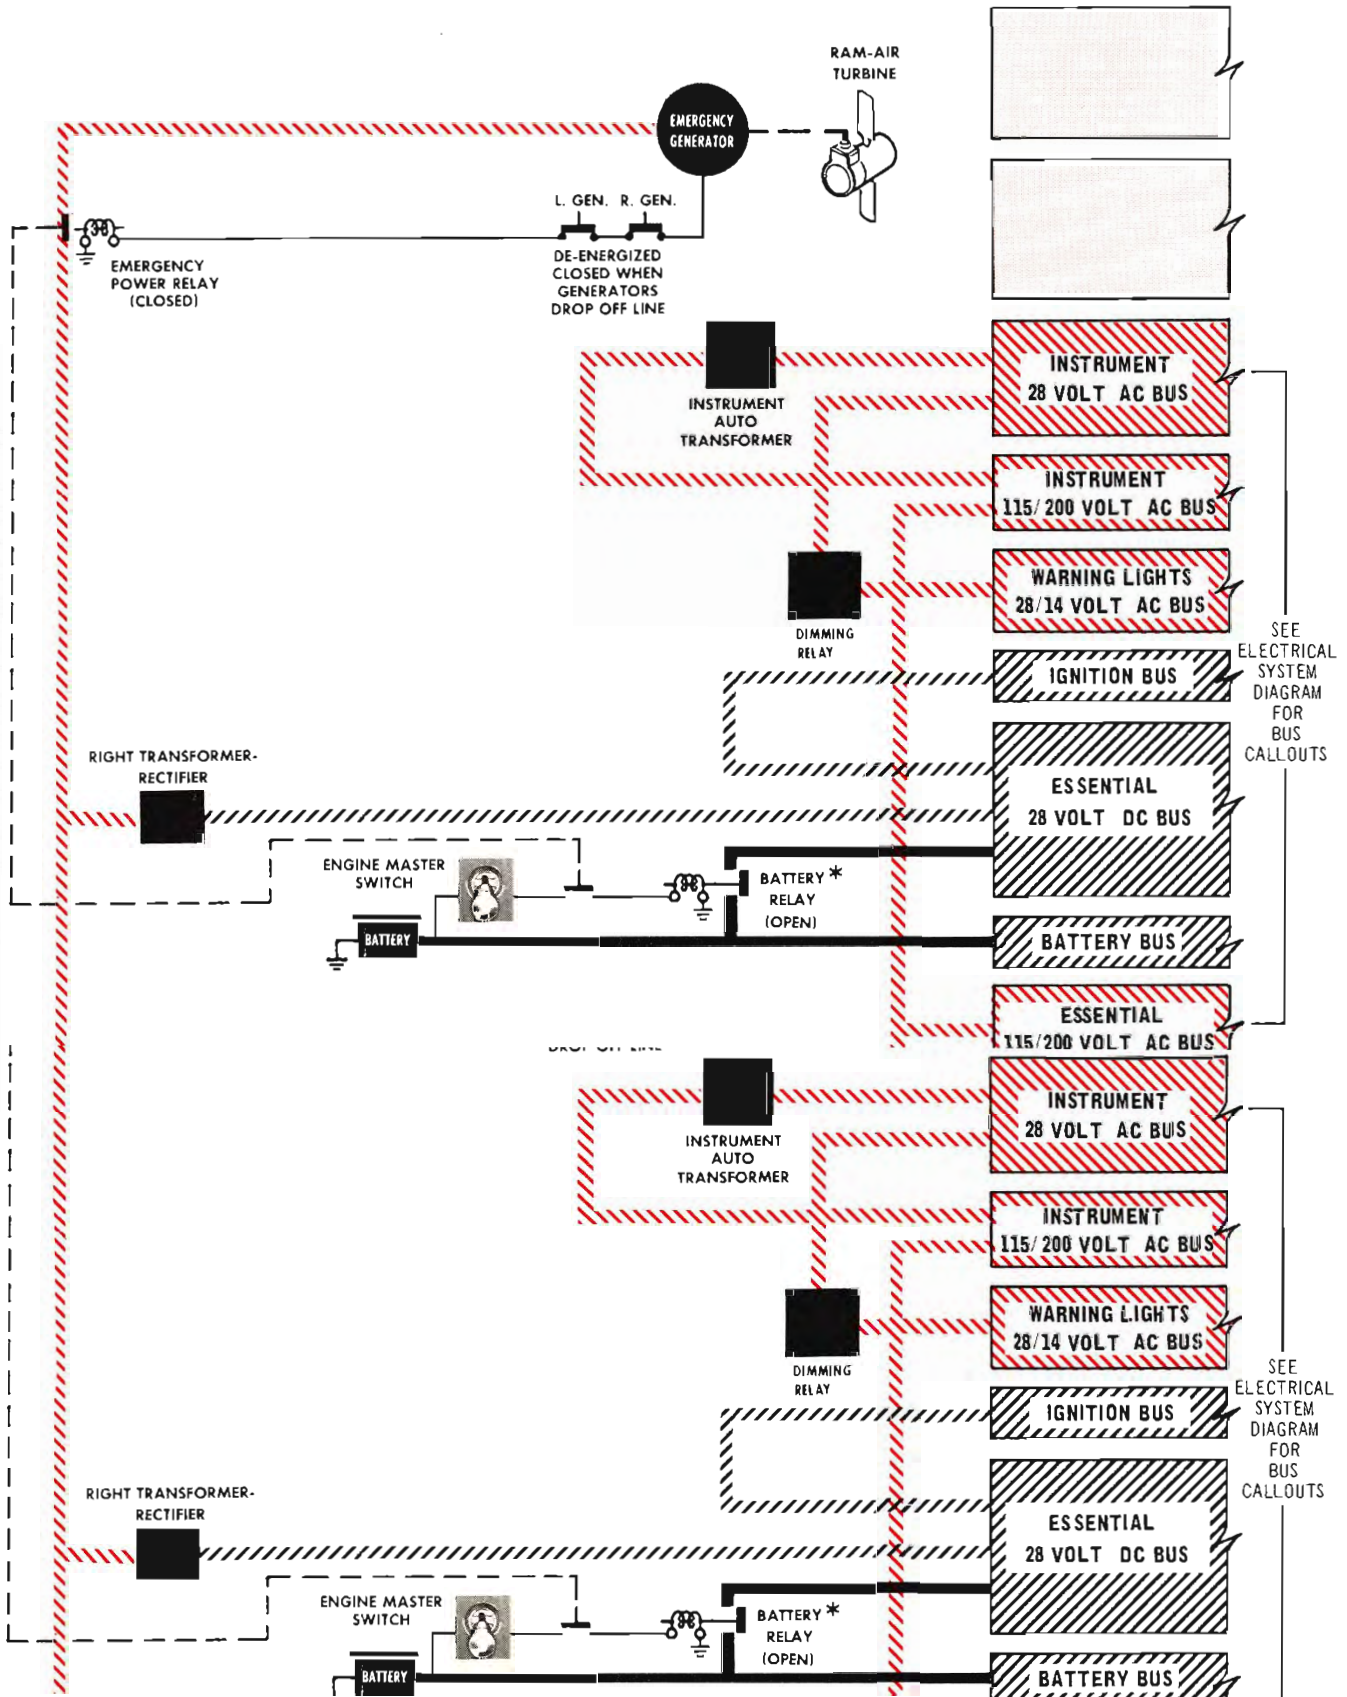 RAM-AIR
TURBINE
EMERGENCY
GENERATOR
L. GEN. R. GEN.
DE-ENERGIZED
CLOSED WHEN
GENERATORS
DROP OFF LINE
EMERGENCY
POWER RELAY
(CLOSED)
INSTRUMENT
28 VOLT AC BUS
INSTRUMENT
AUTO
TRANSFORMER
INSTRUMENT
115/200 VOLT AC BUS
WARNING LIGHTS
28/14 VOLT AC BUS
DIMMING
RELAY
SEE
ELECTRICAL
SYSTEM
DIAGRAM
FOR
BUS
CALLOUTS
IGNITION BUS
RIGHT TRANSFORMER-
RECTIFIER
ESSENTIAL
28 VOLT DC BUS
ENGINE MASTER
SWITCH
BATTERY *
RELAY
(OPEN)
BATTERY
BATTERY BUS
ESSENTIAL
115/200 VOLT AC BUS
DROP OFF LINE
INSTRUMENT
28 VOLT AC BUS
INSTRUMENT
AUTO
TRANSFORMER
INSTRUMENT
115/200 VOLT AC BUS
WARNING LIGHTS
28/14 VOLT AC BUS
DIMMING
RELAY
SEE
ELECTRICAL
SYSTEM
DIAGRAM
FOR
BUS
CALLOUTS
IGNITION BUS
RIGHT TRANSFORMER-
RECTIFIER
ESSENTIAL
28 VOLT DC BUS
ENGINE MASTER
SWITCH
BATTERY *
RELAY
(OPEN)
BATTERY
BATTERY BUS